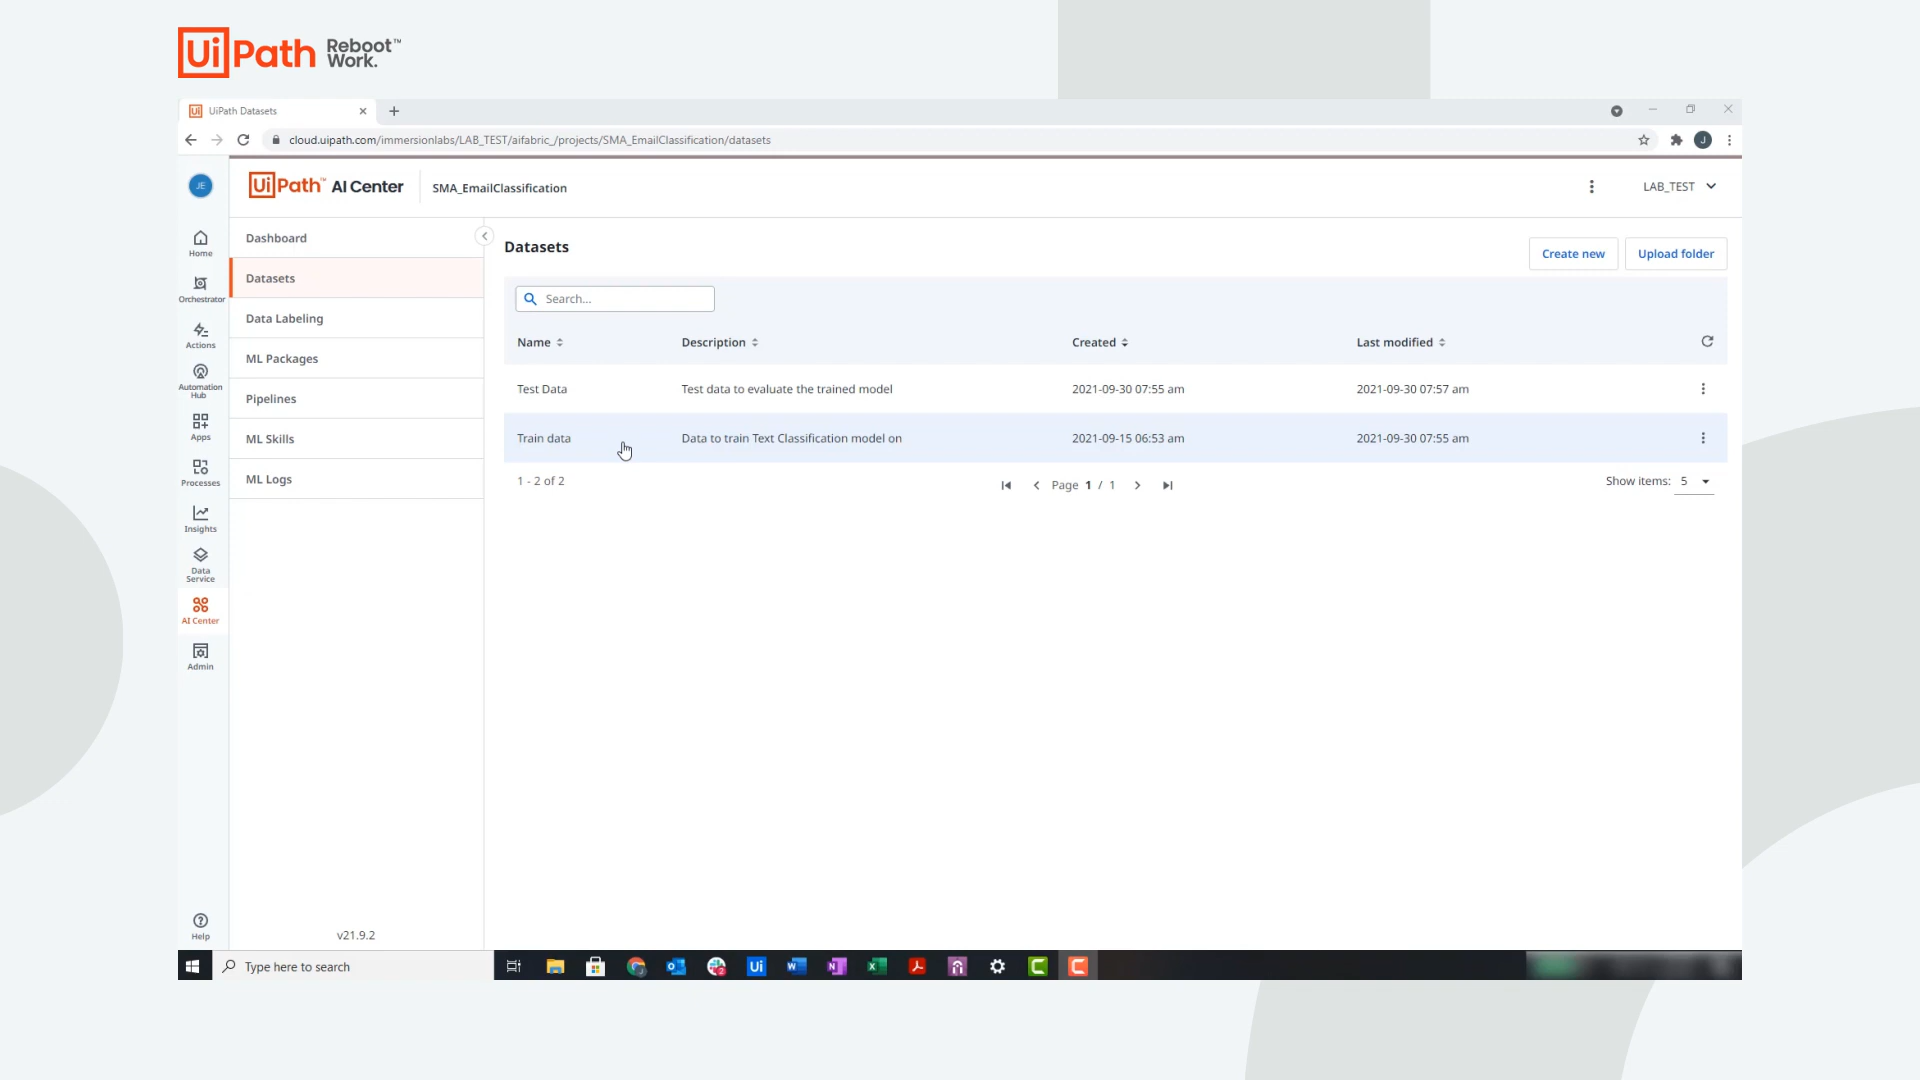 UiPath Reboot™
Work.
UiPath Datasets
cloud.uipath.com/immersionlabs/LAB_TEST/aifabric_/projects/SMA_EmailClassification/datasets
J
JE
UiPath™ AI Center
SMA_EmailClassification
LAB_TEST
Home
Orchestrator
Actions
Automation
Hub
Apps
Processes
Insights
Data
Service
AI Center
Admin
Help
Dashboard
Datasets
Data Labeling
ML Packages
Pipelines
ML Skills
ML Logs
v21.9.2
Datasets
Create new
Upload folder
Search...
Name Description Created Last modified
Test Data Test data to evaluate the trained model 2021-09-30 07:55 am 2021-09-30 07:57 am
Train data Data to train Text Classification model on 2021-09-15 06:53 am 2021-09-30 07:55 am
1 - 2 of 2
Page 1 / 1
Show items: 5
Type here to search